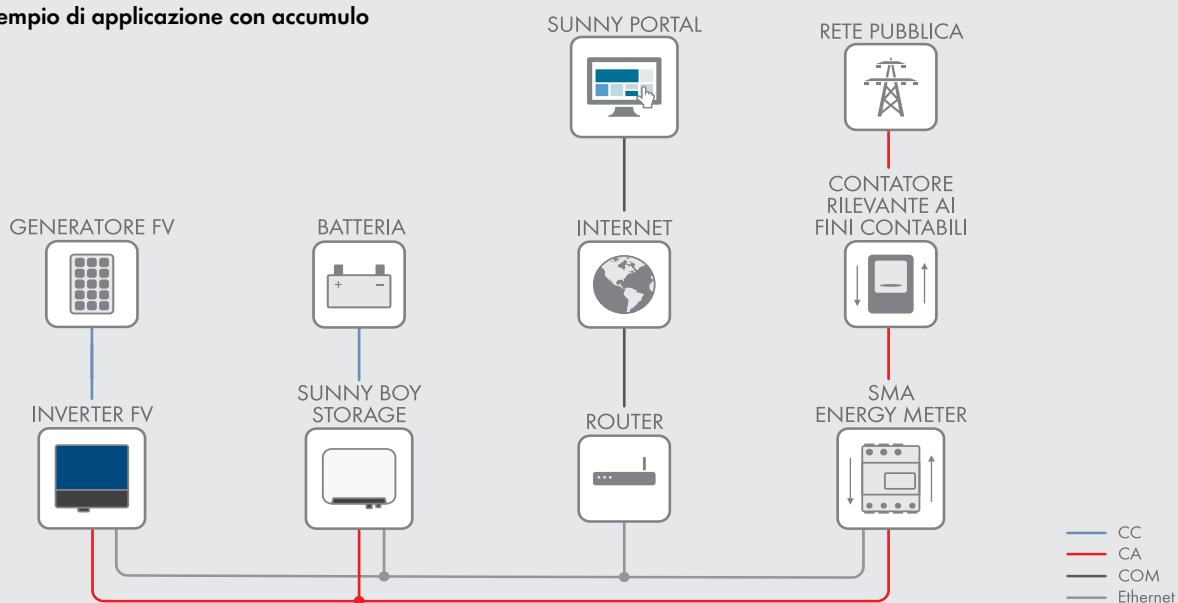 empio di applicazione con accumulo
SUNNY PORTAL
RETE PUBBLICA
CONTATORE
RILEVANTE AI
FINI CONTABILI
GENERATORE FV
BATTERIA
INTERNET
+ −
SUNNY BOY
STORAGE
SMA
ENERGY METER
INVERTER FV
ROUTER
CC
CA
COM
Ethernet